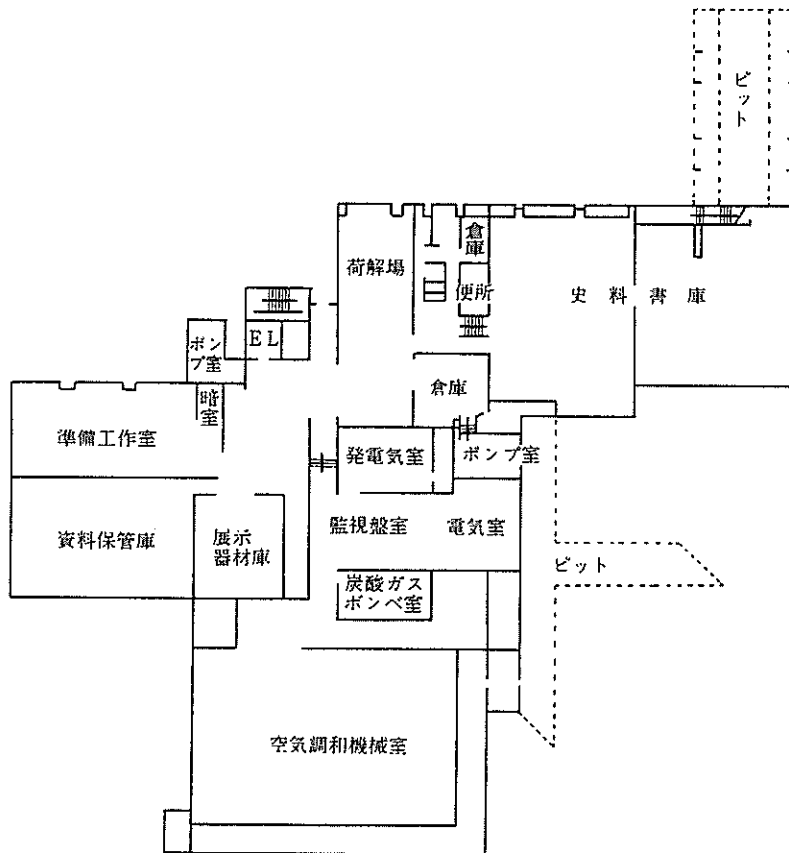 ピット
倉庫
荷解場
便所
史料書庫
EL
ポンプ室
倉庫
暗室
準備工作室
発電気室
ポンプ室
監視盤室
電気室
資料保管庫
展示
器材庫
ピット
炭酸ガス
ボンベ室
空気調和機械室